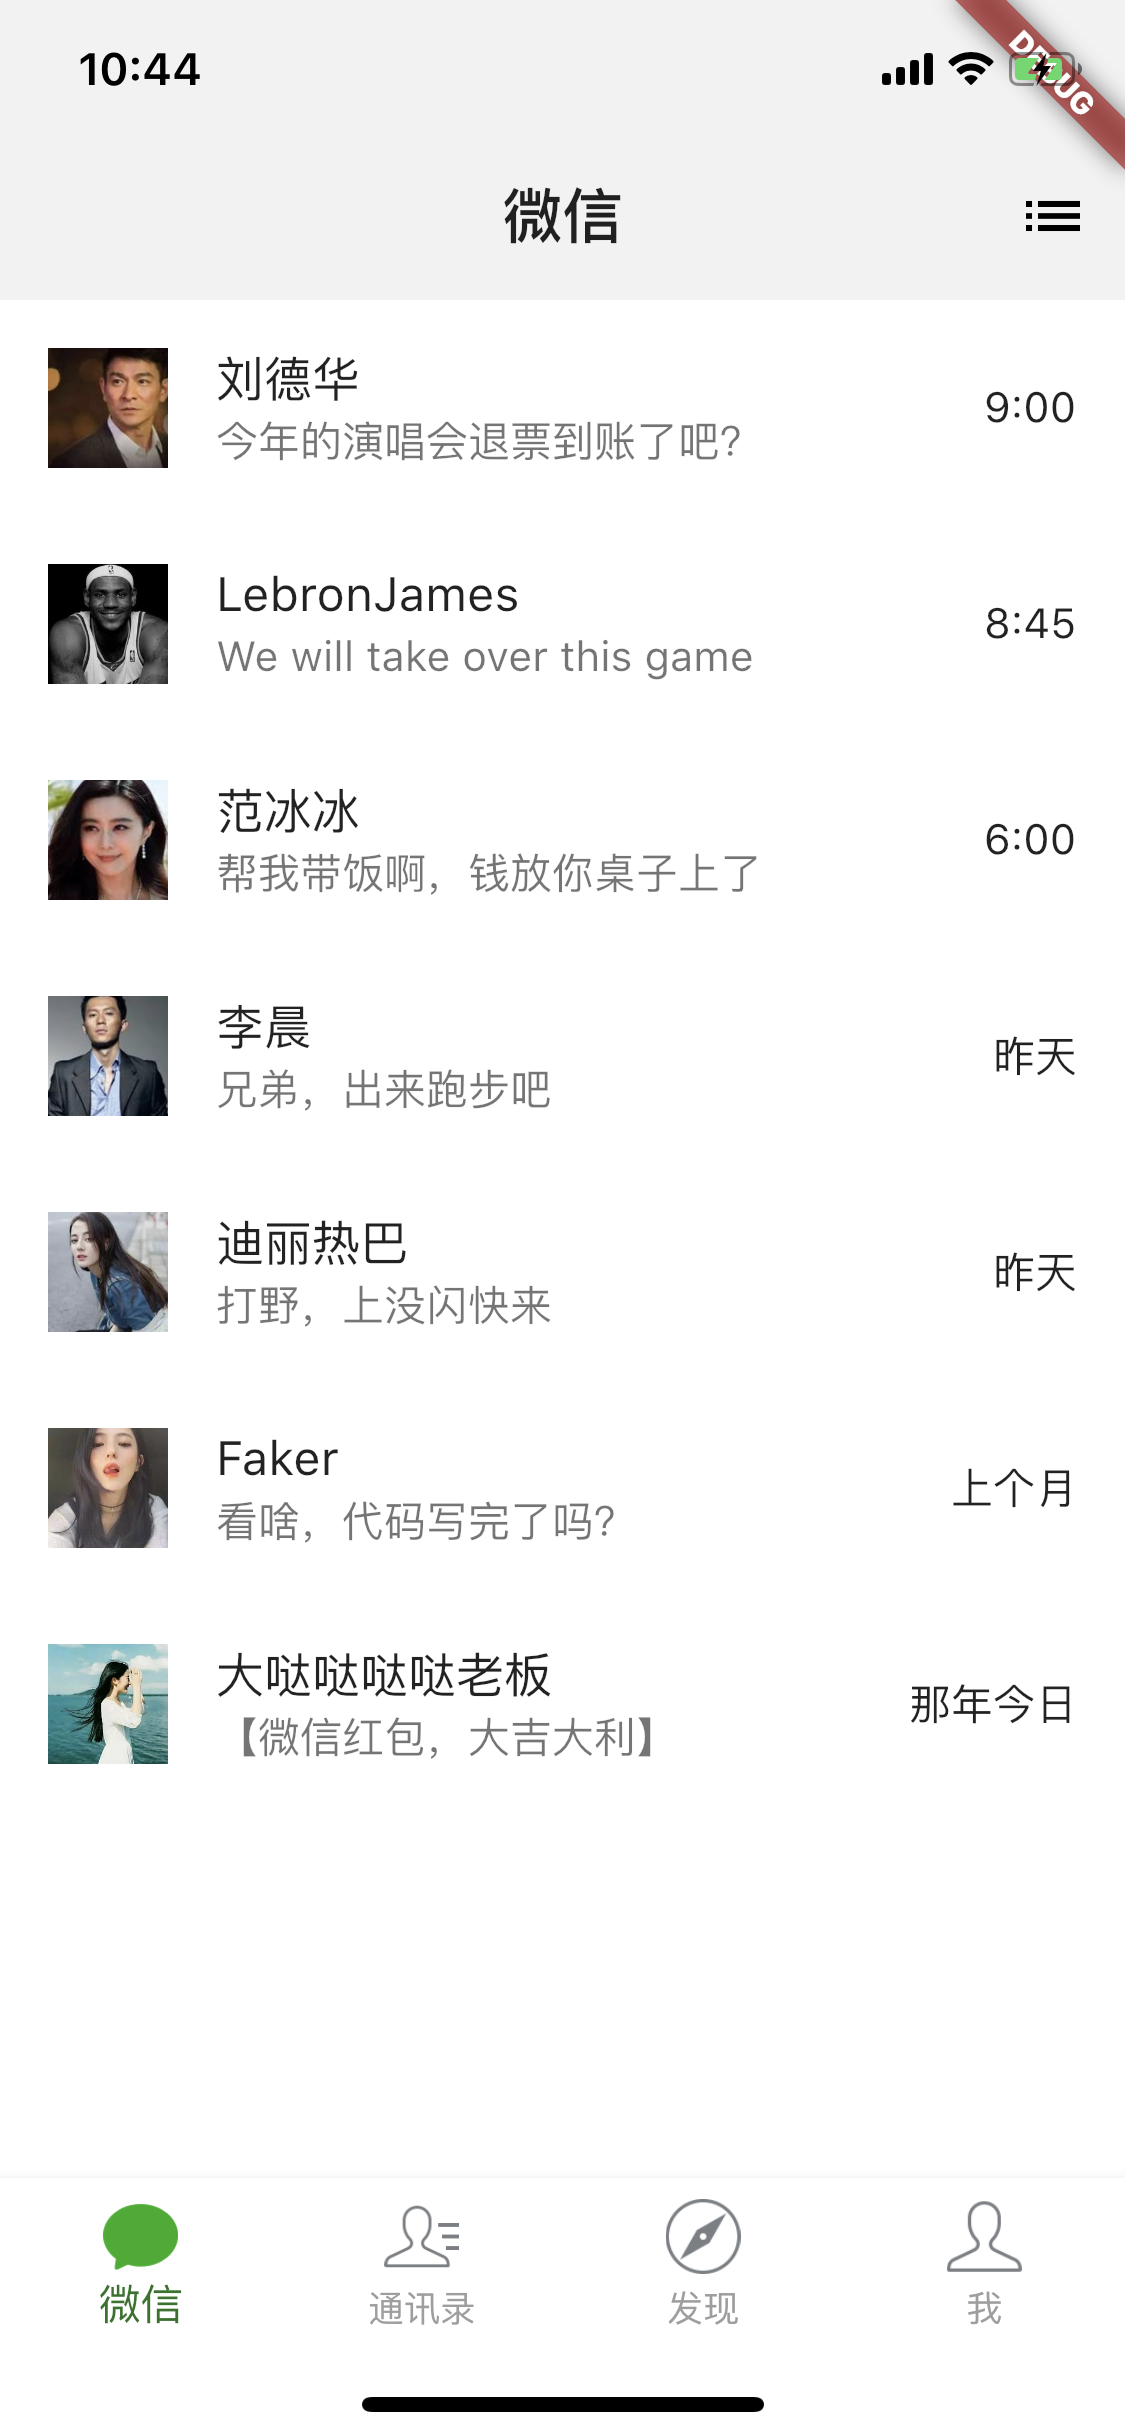 10:44
DEBUG
微信
刘德华
9:00
今年的演唱会退票到账了吧?
LebronJames
8:45
We will take over this game
范冰冰
6:00
帮我带饭啊，钱放你桌子上了
李晨
昨天
兄弟，出来跑步吧
迪丽热巴
昨天
打野，上没闪快来
Faker
上个月
看啥，代码写完了吗?
大哒哒哒哒老板
那年今日
【微信红包，大吉大利】
微信
通讯录
发现
我